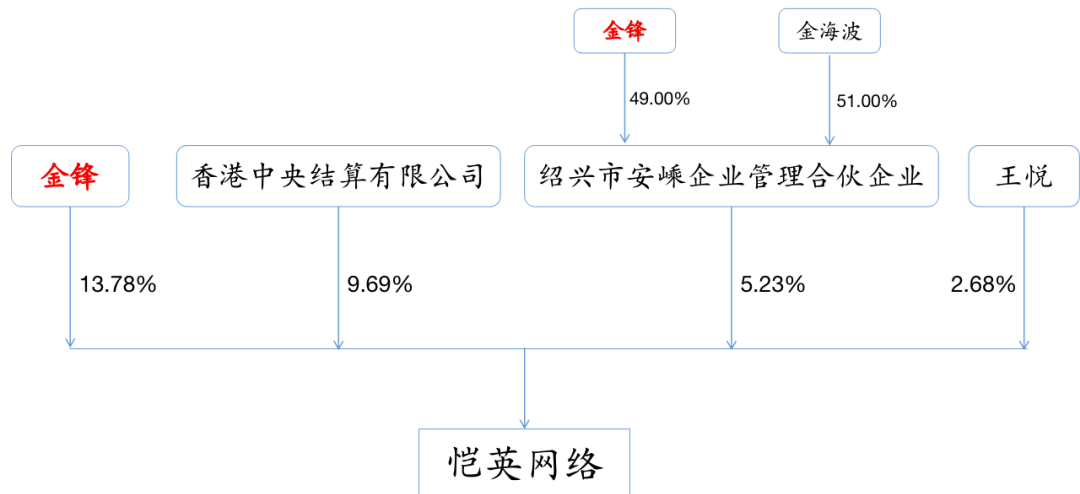 金锋
金海波
49.00%
51.00%
金锋
香港中央结算有限公司
绍兴市安嵊企业管理合伙企业
王悦
13.78%
9.69%
5.23%
2.68%
恺英网络